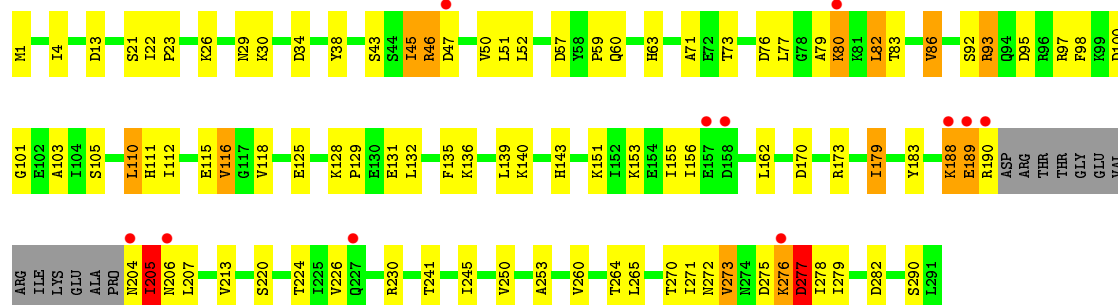 M1 I4 D13 S21 I22 P23 K26 N29 K30 D34 Y38 S43 S44 I45 R46 D47 V50 L51 L52 D57 Y58 P59 Q60 H63 A71 E72 T73 D76 L77 G78 A79 K80 K81 L82 T83 V86 S92 R93 Q94 D95 R96 R97 F98 K99 D100
G101 E102 A103 I104 S105 L110 H111 I112 E115 V116 G117 V118 E125 K128 P129 E130 E131 L132 F135 K136 L139 K140 H143 K151 I152 K153 E154 I155 I156 E157 D158 L162 D170 R173 I179 Y183 K188 E189 R190 ASP ARG THR THR GLY GLU VAL
ARG ILE LYS GLU ALA PRO N204 I205 N206 L207 V213 S220 T224 I225 V226 Q227 R230 T241 I245 V250 A253 V260 T264 L265 T270 I271 N272 V273 N274 D275 K276 D277 I278 I279 D282 S290 L291